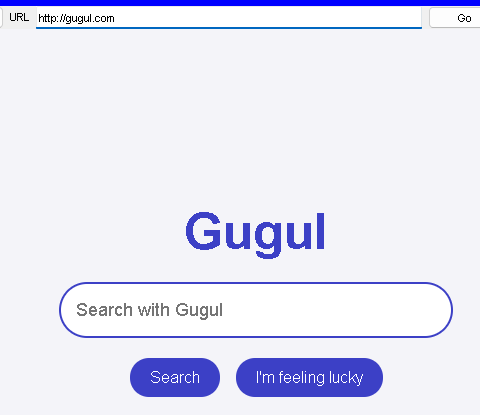 URL http://gugul.com Go
Gugul
Search with Gugul
Search I'm feeling lucky